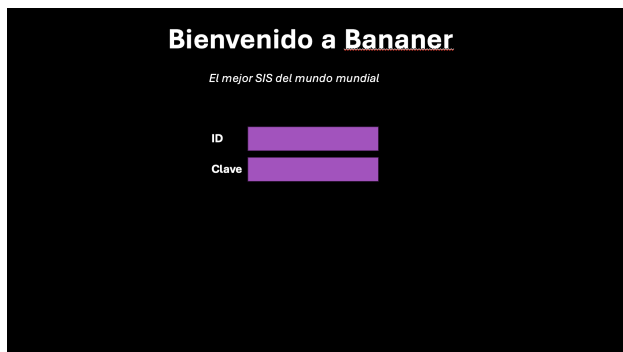 Bienvenido a Bananer
El mejor SIS del mundo mundial
ID
Clave